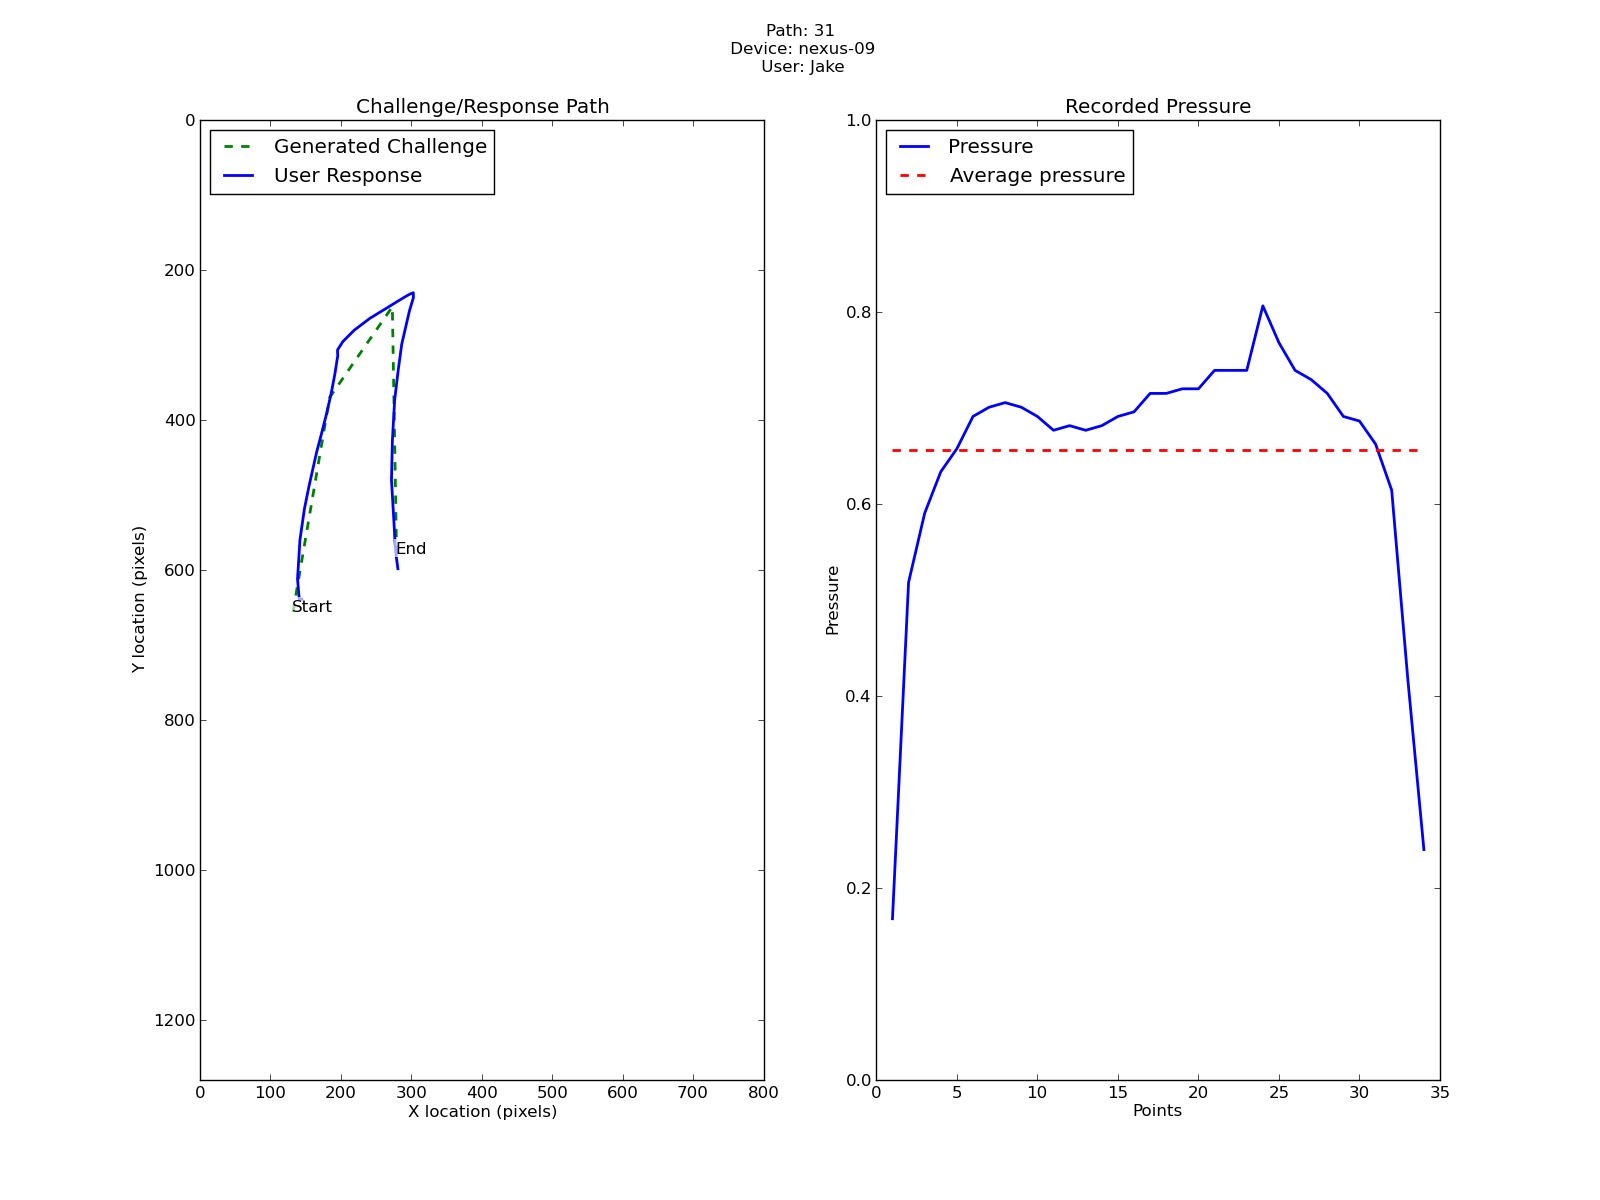 Path: 31
Device: nexus-09
User: Jake
Challenge/Response Path
Generated Challenge
User Response
0
200
400
600
800
1000
1200
Y location (pixels)
Start
End
0 100 200 300 400 500 600 700 800
X location (pixels)
Recorded Pressure
Pressure
Average pressure
1.0
0.8
0.6
0.4
0.2
0.0
Pressure
0 5 10 15 20 25 30 35
Points